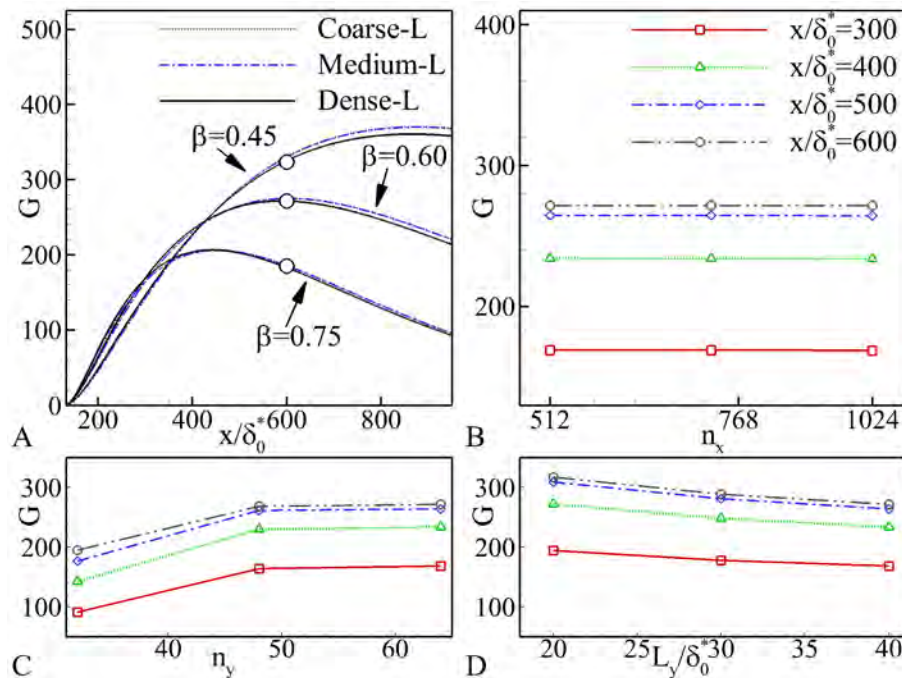 500
400
300
200
100
0
G
Coarse-L
Medium-L
Dense-L
β=0.45
β=0.60
β=0.75
200 400 600 800
x/δ₀*
A
400
300
200
G
x/δ₀*=300
x/δ₀*=400
x/δ₀*=500
x/δ₀*=600
512 768 1024
nₓ
B
300
200
100
G
40 50 60
n_y
C
300
200
100
G
20 25 30 35 40
L_y/δ₀*
D